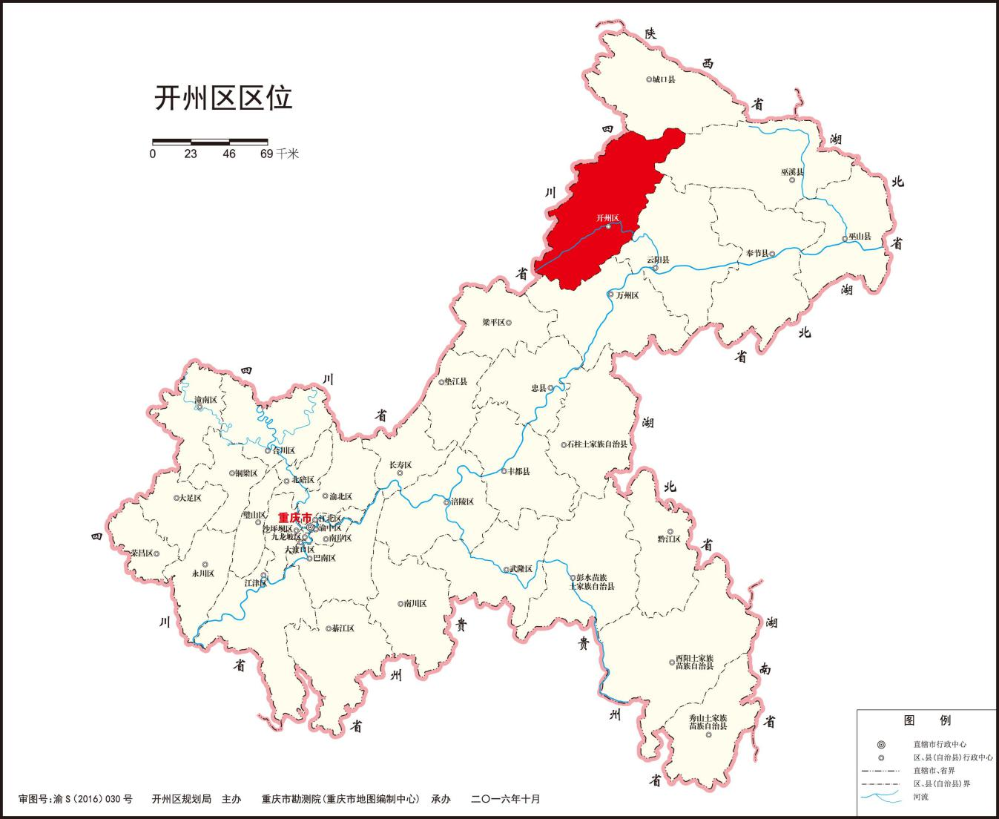 开州区区位
0 23 46 69 千米
陕
西
省
湖
北
省
湖
北
省
湖
北
省
湖
南
省
四
川
省
四
川
省
四
川
省
贵
州
省
贵
州
省
城口县
巫溪县
开州区
巫山县
奉节县
云阳县
万州区
梁平区
垫江县
忠县
石柱土家族自治县
丰都县
长寿区
涪陵区
潼南区
合川区
铜梁区
北碚区
大足区
渝北区
璧山区
重庆市
江北区
沙坪坝区
渝中区
九龙坡区
南岸区
大渡口区
巴南区
荣昌区
永川区
江津区
武隆区
彭水苗族
土家族自治县
黔江区
南川区
綦江区
酉阳土家族
苗族自治县
秀山土家族
苗族自治县
图 例
直辖市行政中心
区、县(自治县)行政中心
直辖市、省界
区、县(自治县)界
河流
审图号:渝S(2016)030号 开州区规划局 主办 重庆市勘测院(重庆市地图编制中心) 承办 二〇一六年十月